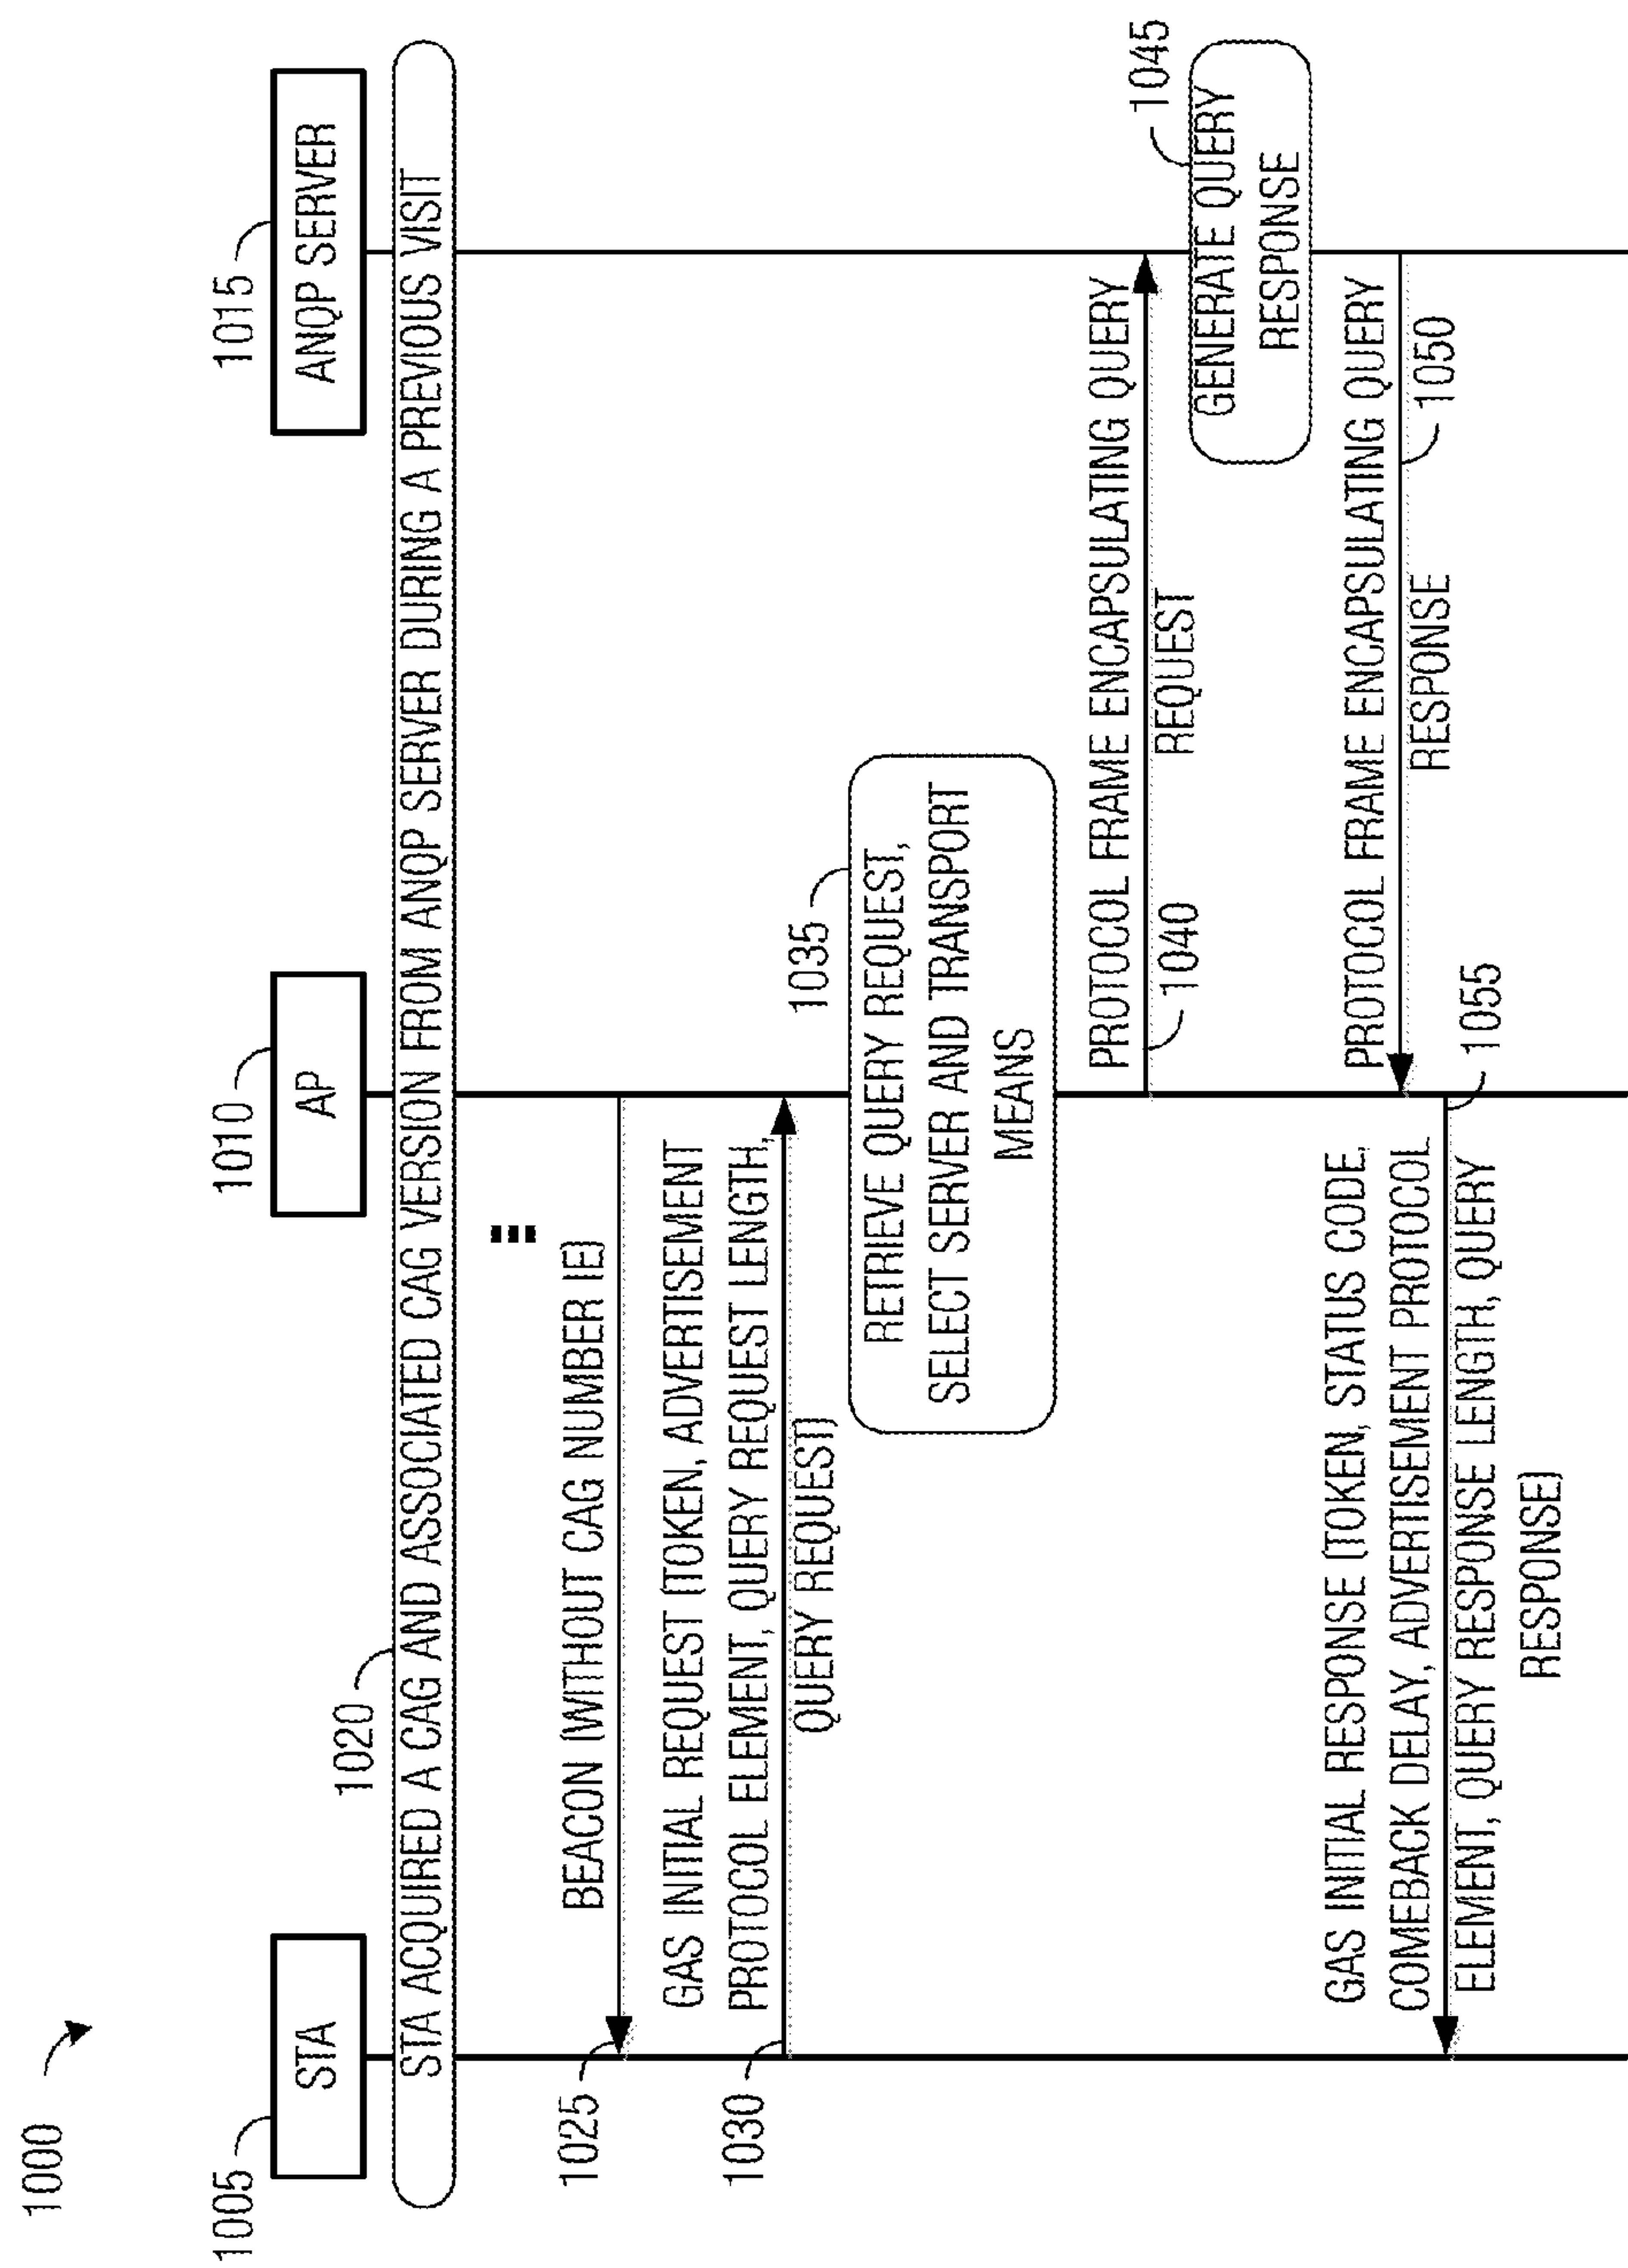 1000
1005
STA
1010
AP
1015
ANQP SERVER
1020
STA ACQUIRED A CAG AND ASSOCIATED CAG VERSION FROM ANQP SERVER DURING A PREVIOUS VISIT
BEACON (WITHOUT CAG NUMBER IE)
1025
GAS INITIAL REQUEST (TOKEN, ADVERTISEMENT
PROTOCOL ELEMENT, QUERY REQUEST LENGTH,
QUERY REQUEST)
1030
1035
RETRIEVE QUERY REQUEST,
SELECT SERVER AND TRANSPORT
MEANS
PROTOCOL FRAME ENCAPSULATING QUERY
REQUEST
1040
1045
GENERATE QUERY
RESPONSE
PROTOCOL FRAME ENCAPSULATING QUERY
RESPONSE
1050
GAS INITIAL RESPONSE (TOKEN, STATUS CODE,
COMEBACK DELAY, ADVERTISEMENT PROTOCOL
ELEMENT, QUERY RESPONSE LENGTH, QUERY
RESPONSE)
1055